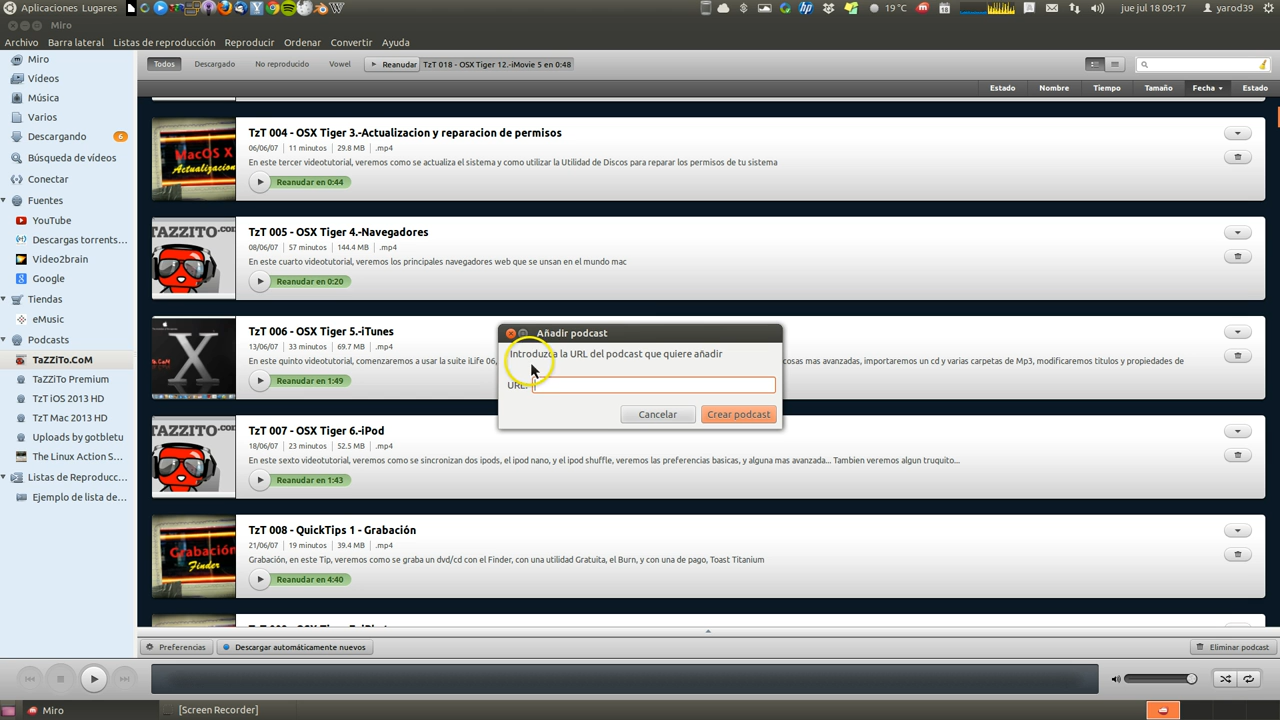 Aplicaciones Lugares
19 °C
jue jul 18 09:17
yarod39
Miro
Archivo Barra lateral Listas de reproducción Reproducir Ordenar Convertir Ayuda
Miro
Vídeos
Música
Varios
Descargando 6
Búsqueda de vídeos
Conectar
Fuentes
YouTube
Descargas torrents...
Video2brain
Google
Tiendas
eMusic
Podcasts
TaZZiTo.CoM
TaZZiTo Premium
TzT iOS 2013 HD
TzT Mac 2013 HD
Uploads by gotbletu
The Linux Action S...
Listas de Reproducc...
Ejemplo de lista de...
Todos Descargado No reproducido Vowel Reanudar TzT 018 - OSX Tiger 12.-iMovie 5 en 0:48
Estado Nombre Tiempo Tamaño Fecha Estado
TzT 004 - OSX Tiger 3.-Actualizacion y reparacion de permisos
06/06/07 11 minutos 29.8 MB .mp4
En este tercer videotutorial, veremos como se actualiza el sistema y como utilizar la Utilidad de Discos para reparar los permisos de tu sistema
Reanudar en 0:44
MacOS X
Actualizacion
TzT 005 - OSX Tiger 4.-Navegadores
08/06/07 57 minutos 144.4 MB .mp4
En este cuarto videotutorial, veremos los principales navegadores web que se unsan en el mundo mac
Reanudar en 0:20
TAZZITO.CO
TzT 006 - OSX Tiger 5.-iTunes
13/06/07 33 minutos 69.7 MB .mp4
En este quinto videotutorial, comenzaremos a usar la suite iLife 06,
cosas mas avanzada, importaremos un cd y varias carpetas de Mp3, modificaremos titulos y propiedades
Reanudar en 1:49
Añadir podcast
Introduzca la URL del podcast que quiere añadir
URL:
Cancelar Crear podcast
TzT 007 - OSX Tiger 6.-iPod
18/06/07 23 minutos 52.5 MB .mp4
En este sexto videotutorial, veremos como se sincronizan dos ipods, el ipod nano, y el ipod shuffle, veremos las preferencias basicas, y alguna mas avanzada... Tambien veremos algun truquito...
Reanudar en 1:43
TAZZITO.CO
TzT 008 - QuickTips 1 - Grabación
21/06/07 19 minutos 39.4 MB .mp4
Grabación, en este Tip, veremos como se graba un dvd/cd con el Finder, con una utilidad Gratuita, el Burn, y con una de pago, Toast Titanium
Reanudar en 4:40
Grabación
Finder
Preferencias Descargar automáticamente nuevos Eliminar podcast
Miro [Screen Recorder]